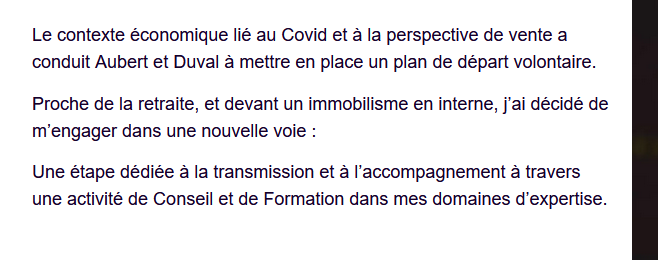 Le contexte économique lié au Covid et à la perspective de vente a
conduit Aubert et Duval à mettre en place un plan de départ volontaire.
Proche de la retraite, et devant un immobilisme en interne, j’ai décidé de
m’engager dans une nouvelle voie :
Une étape dédiée à la transmission et à l’accompagnement à travers
une activité de Conseil et de Formation dans mes domaines d’expertise.